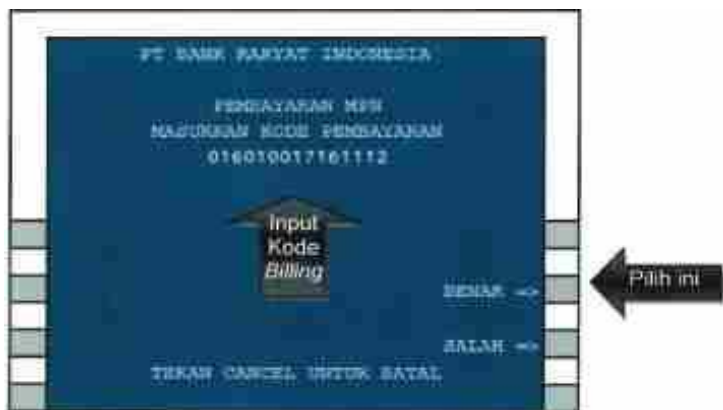 PT BANK RAKYAT INDONESIA
PEMBAYARAN MPN
MASUKKAN KODE PEMBAYARAN
016010017161112
Input
Kode
Billing
Pilih ini
BENAR =>
SALAH =>
TEKAN CANCEL UNTUK BATAL